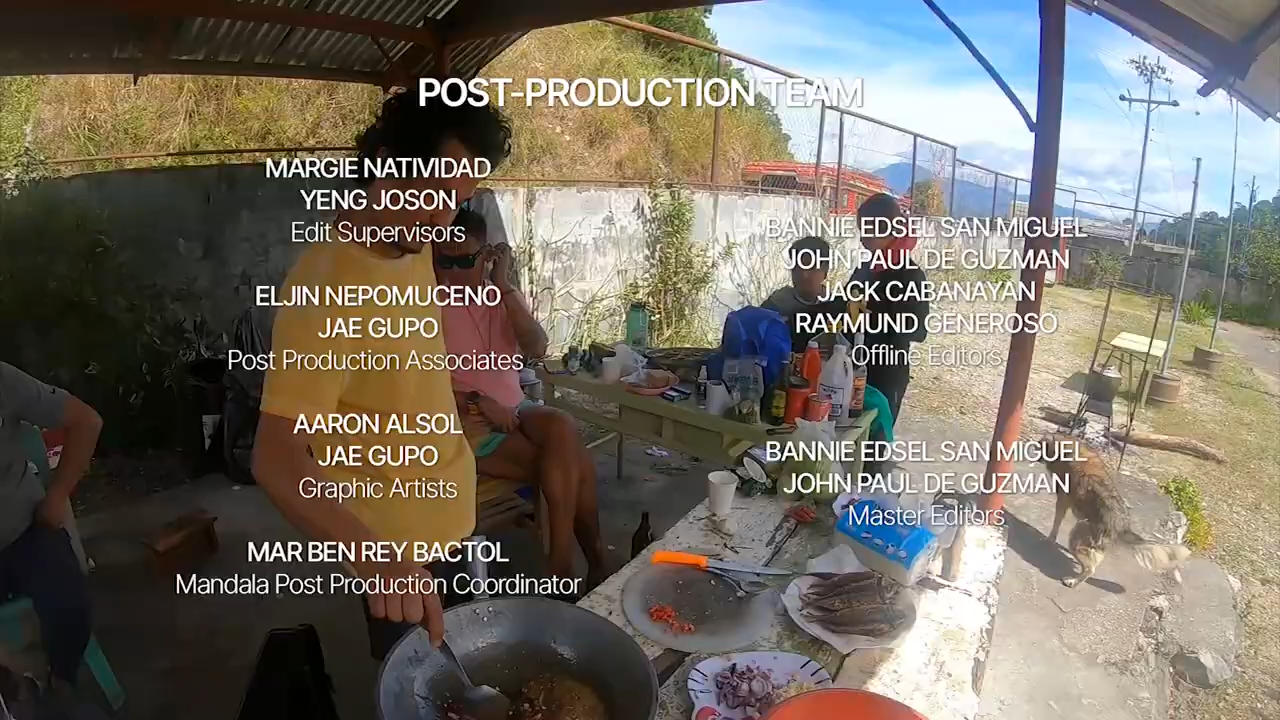 POST-PRODUCTION TEAM
MARGIE NATIVIDAD
YENG JOSON
Edit Supervisors
ELJIN NEPOMUCENO
JAE GUPO
Post Production Associates
AARON ALSOL
JAE GUPO
Graphic Artists
MAR BEN REY BACTOL
Mandala Post Production Coordinator
BANNIE EDSEL SAN MIGUEL
JOHN PAUL DE GUZMAN
JACK CABANAYAN
RAYMUND GENEROSO
Offline Editors
BANNIE EDSEL SAN MIGUEL
JOHN PAUL DE GUZMAN
Master Editors